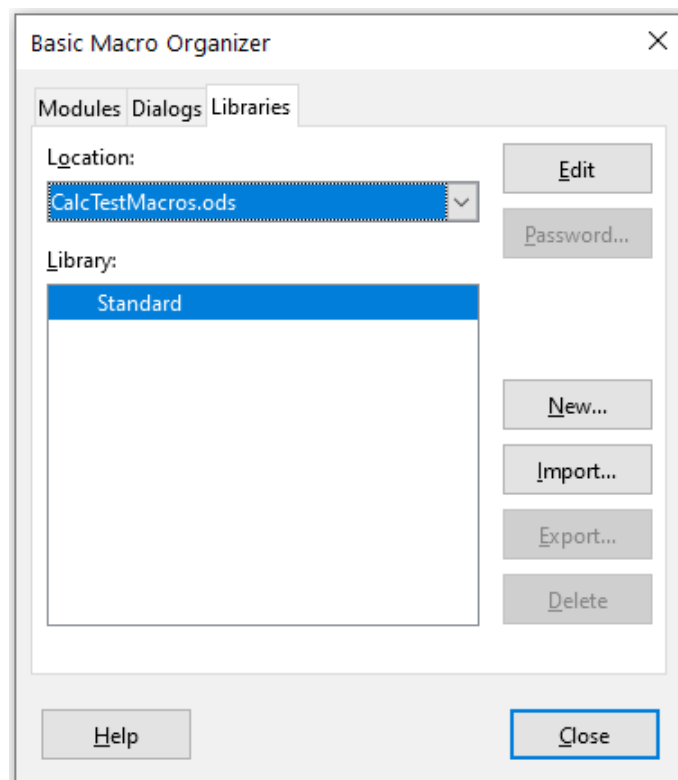 Basic Macro Organizer
Modules Dialogs Libraries
Location:
CalcTestMacros.ods
Edit
Password...
Library:
Standard
New...
Import...
Export...
Delete
Help
Close